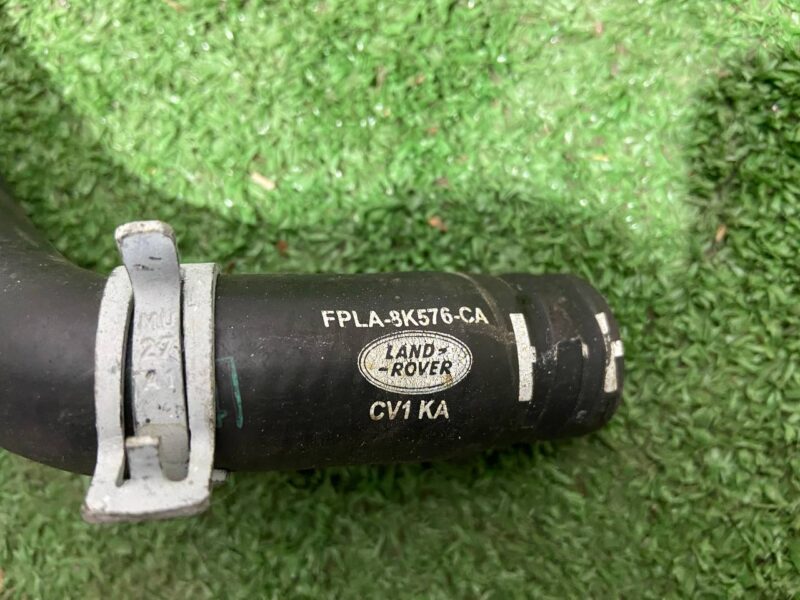 FPLA-8K576-CA
LAND-
-ROVER
CV1 KA